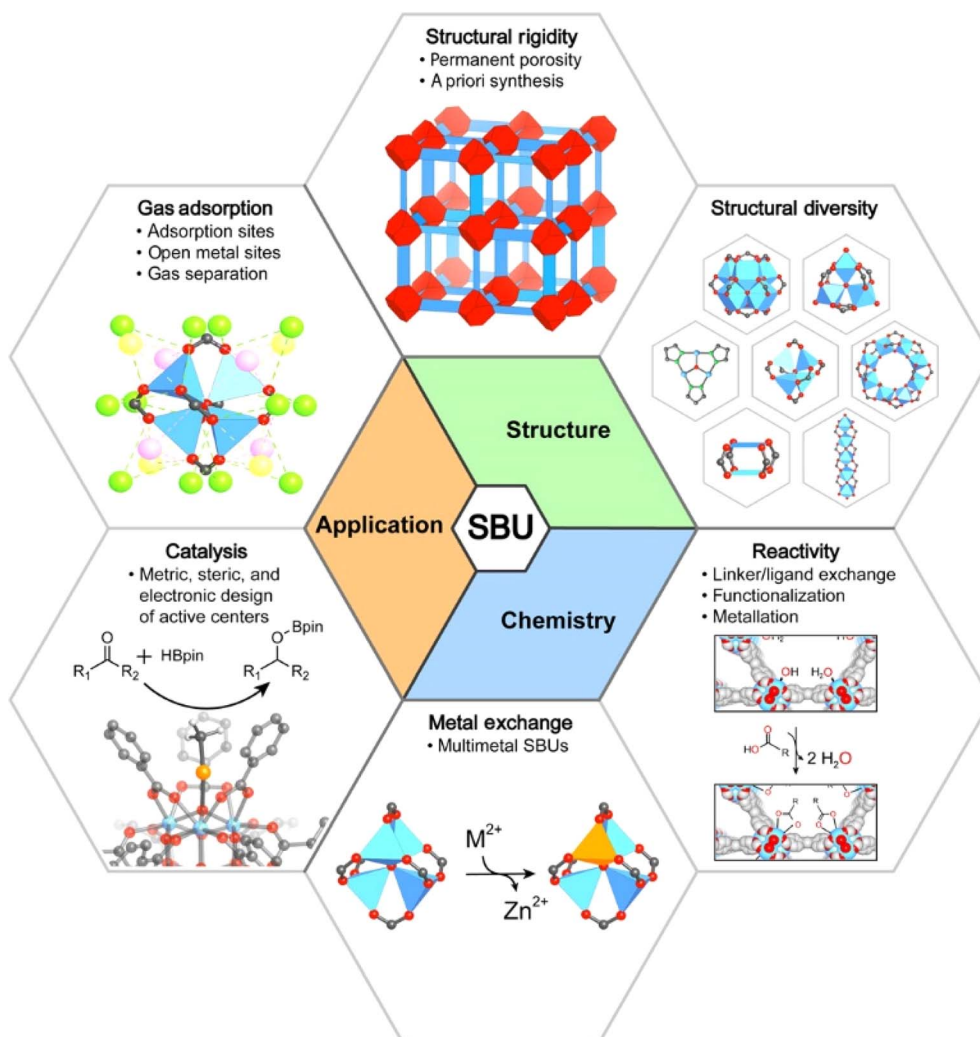 Structural rigidity
• Permanent porosity
• A priori synthesis
Gas adsorption
• Adsorption sites
• Open metal sites
• Gas separation
Structural diversity
Structure
Application
SBU
Chemistry
Catalysis
• Metric, steric, and
electronic design
of active centers
O
R₁ R₂
+ HBpin
O Bpin
R₁ R₂
Metal exchange
• Multimetal SBUs
M²⁺
Zn²⁺
Reactivity
• Linker/ligand exchange
• Functionalization
• Metallation
OH H₂O
O
HO R
2 H₂O
R R
O O
O O